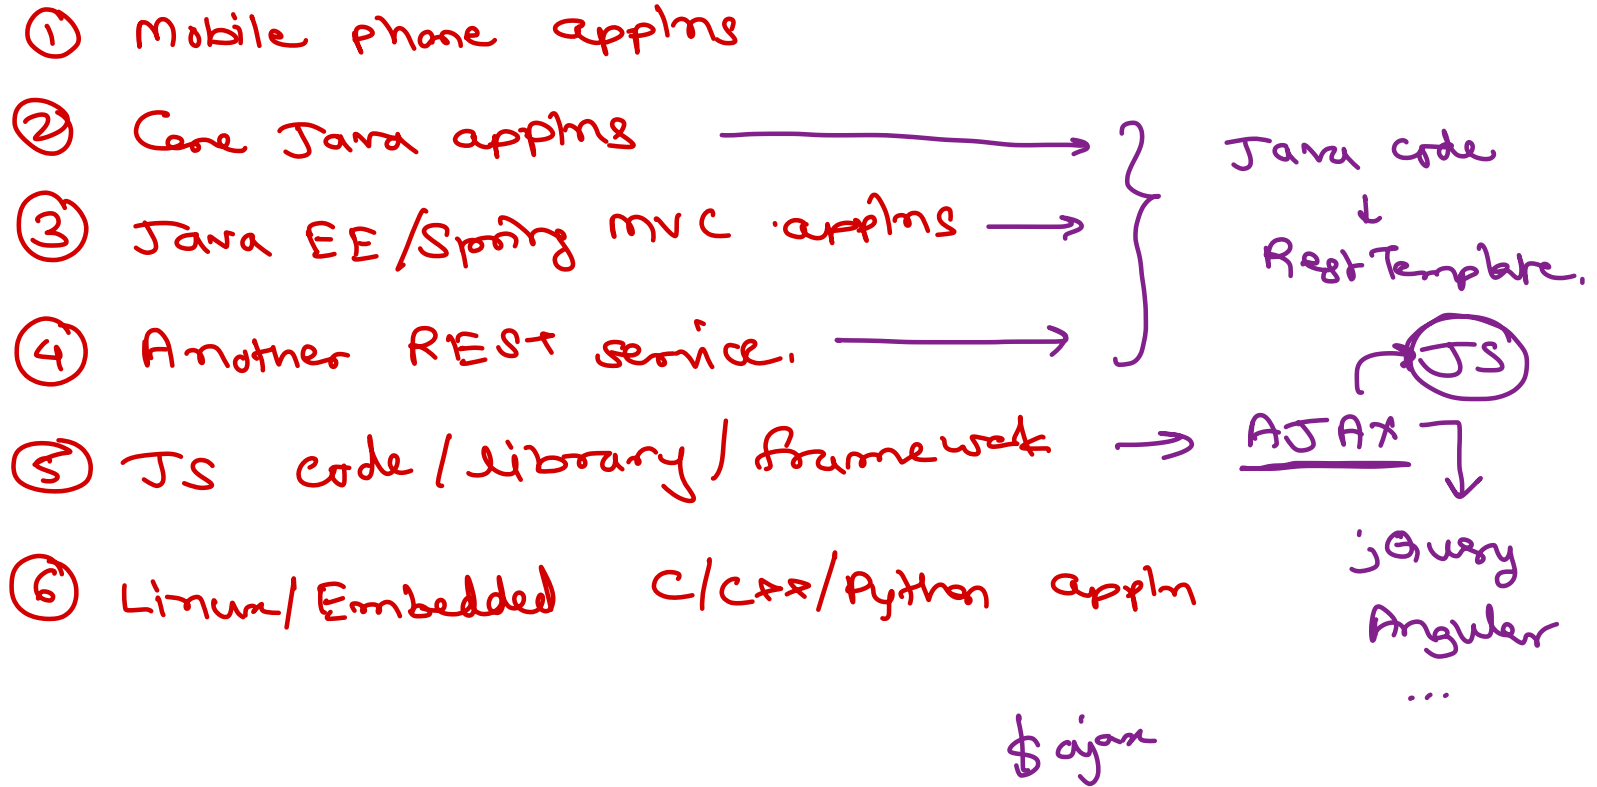 ① Mobile phone applns
② Core Java applns
Java code
③ Java EE/Spring MVC applns
RestTemplate.
④ Another REST service.
JS
⑤ JS code/library/framework
AJAX
jQuery
⑥ Linux/Embedded C/C++/Python appln
Angular
...
$ajax